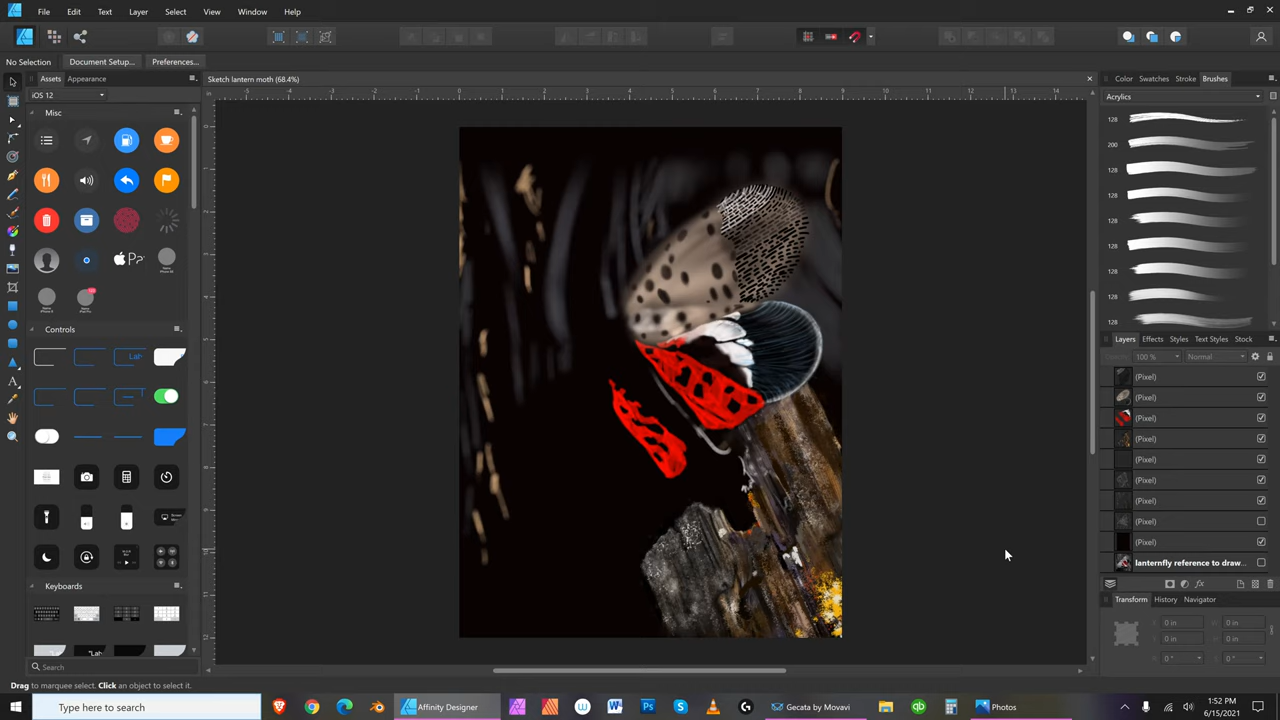 File Edit Text Layer Select View Window Help
No Selection Document Setup... Preferences...
Assets Appearance
Sketch lantern moth (68.4%)
Color Swatches Stroke Brushes
iOS 12
Acrylics
Misc
128
200
128
128
128
128
128
128
128
Controls
Layers Effects Styles Text Styles Stock
Opacity: 100 % Normal
(Pixel)
(Pixel)
(Pixel)
(Pixel)
(Pixel)
(Pixel)
(Pixel)
(Pixel)
(Pixel)
lanternfly reference to draw...
Keyboards
Transform History Navigator
X: 0 in W: 0 in
Y: 0 in H: 0 in
R: 0 ° S: 0 °
Search
Drag to marquee select. Click an object to select it.
Type here to search
Affinity Designer
Gecata by Movavi
Photos
1:52 PM
6/15/2021